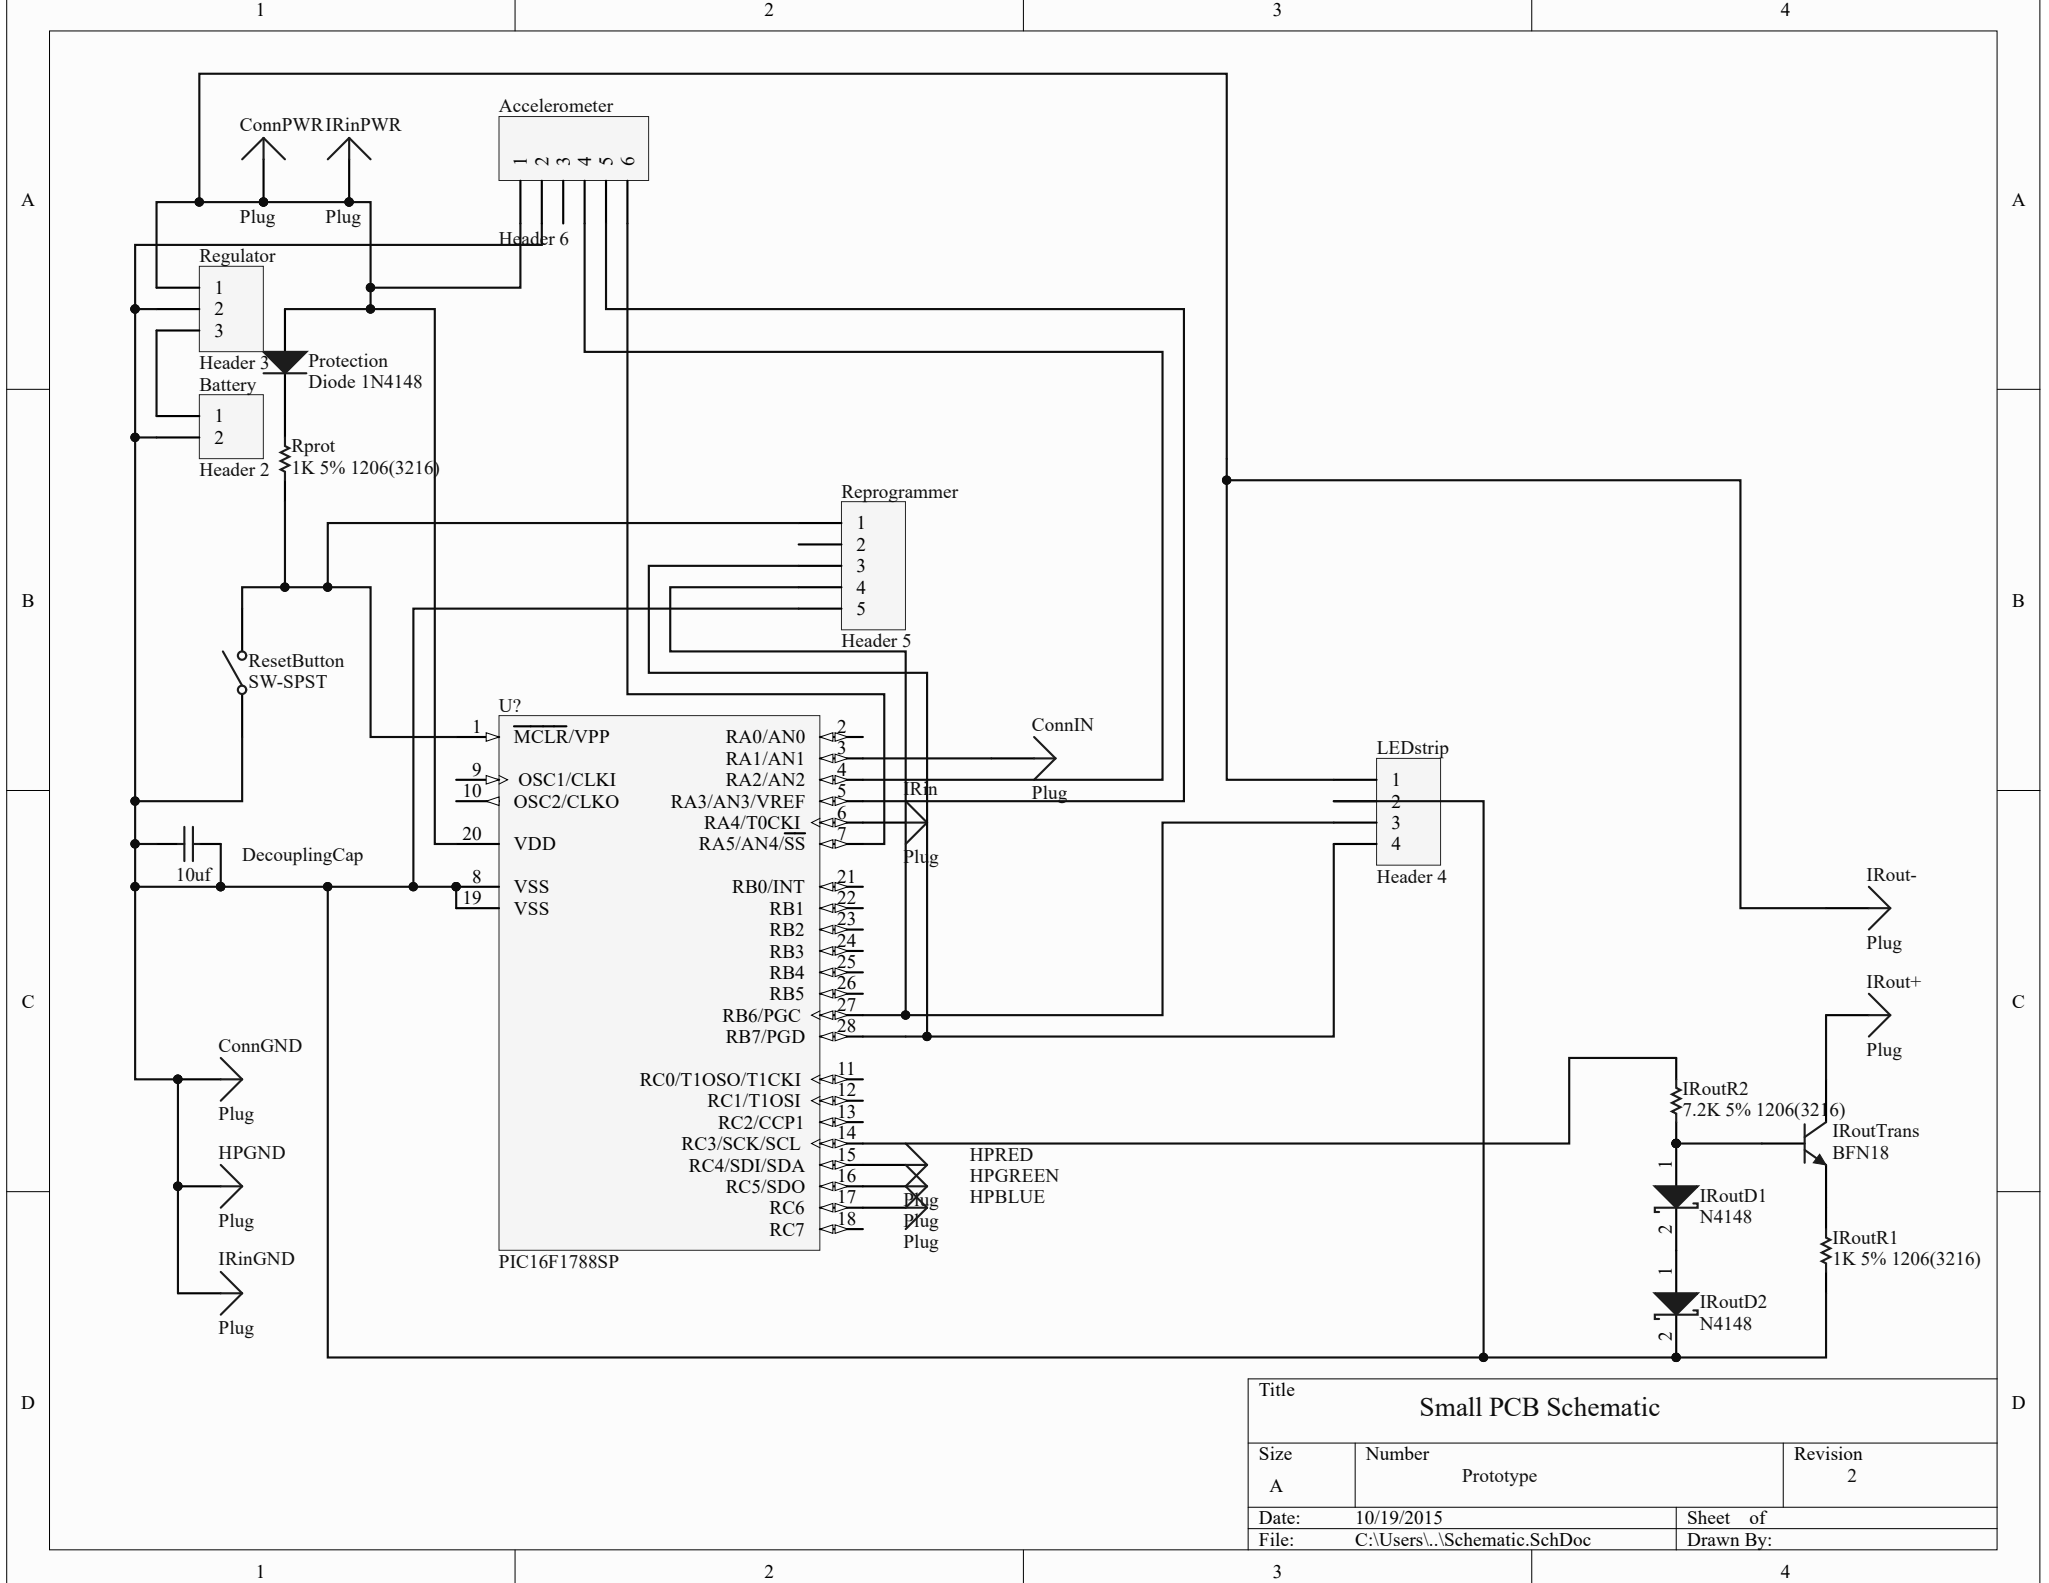 1 2 3 4
A
A
B
B
C
C
D
D
ConnPWR
IRinPWR
Plug
Plug
Accelerometer
1 2 3 4 5 6
Header 6
Regulator
1
2
3
Header 3
Protection
Diode 1N4148
Battery
1
2
Header 2
Rprot
1K 5% 1206(3216)
Reprogrammer
1
2
3
4
5
Header 5
ResetButton
SW-SPST
DecouplingCap
10uf
U?
1 MCLR/VPP
9 OSC1/CLKI
10 OSC2/CLKO
20 VDD
8 VSS
19 VSS
RA0/AN0 2
RA1/AN1 3
RA2/AN2 4
RA3/AN3/VREF 5
RA4/T0CKI 6
RA5/AN4/SS 7
RB0/INT 21
RB1 22
RB2 23
RB3 24
RB4 25
RB5 26
RB6/PGC 27
RB7/PGD 28
RC0/T1OSO/T1CKI 11
RC1/T1OSI 12
RC2/CCP1 13
RC3/SCK/SCL 14
RC4/SDI/SDA 15
RC5/SDO 16
RC6 17
RC7 18
PIC16F1788SP
ConnIN
Plug
IRin
Plug
HPRED
HPGREEN
HPBLUE
Plug
Plug
Plug
LEDstrip
1
2
3
4
Header 4
IRout-
Plug
IRout+
Plug
IRoutR2
7.2K 5% 1206(3216)
IRoutTrans
BFN18
1
IRoutD1
N4148
2
IRoutR1
1K 5% 1206(3216)
1
IRoutD2
N4148
2
ConnGND
Plug
HPGND
Plug
IRinGND
Plug
Title
Small PCB Schematic
Size
A
Number
Prototype
Revision
2
Date: 10/19/2015
Sheet of
File: C:\Users\..\Schematic.SchDoc
Drawn By:
1 2 3 4